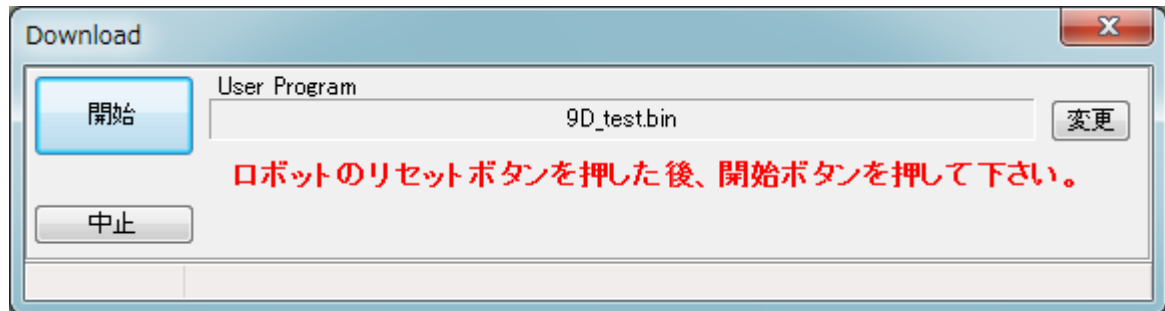 Download
開始
User Program
9D_test.bin
変更
ロボットのリセットボタンを押した後、開始ボタンを押して下さい。
中止